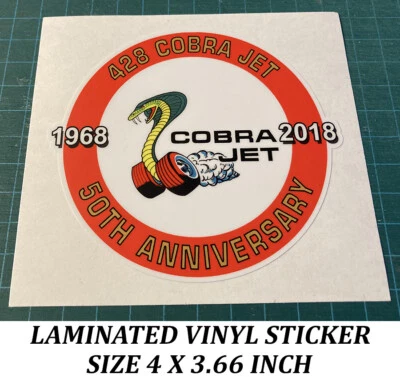 428 COBRA JET
1968
COBRA
JET
2018
50TH ANNIVERSARY
LAMINATED VINYL STICKER
SIZE 4 X 3.66 INCH